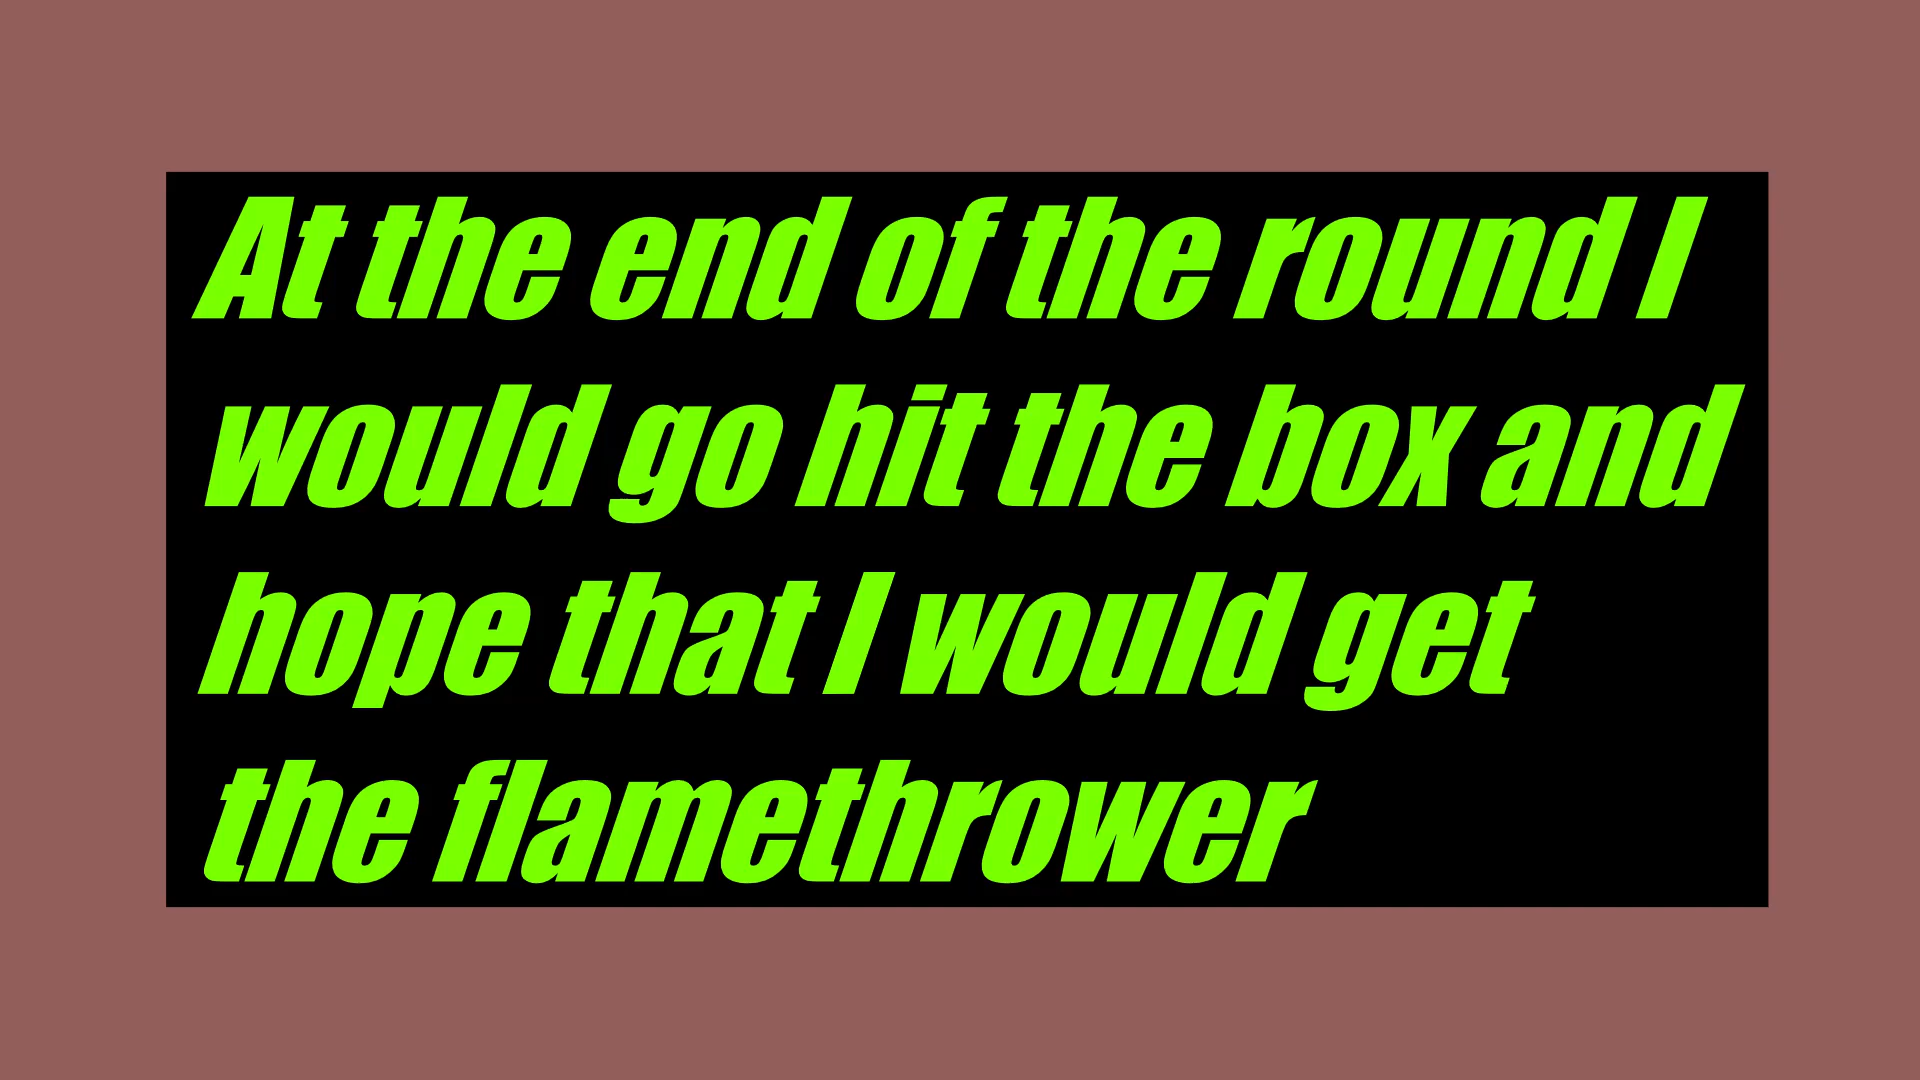 At the end of the round I
would go hit the box and
hope that I would get
the flamethrower